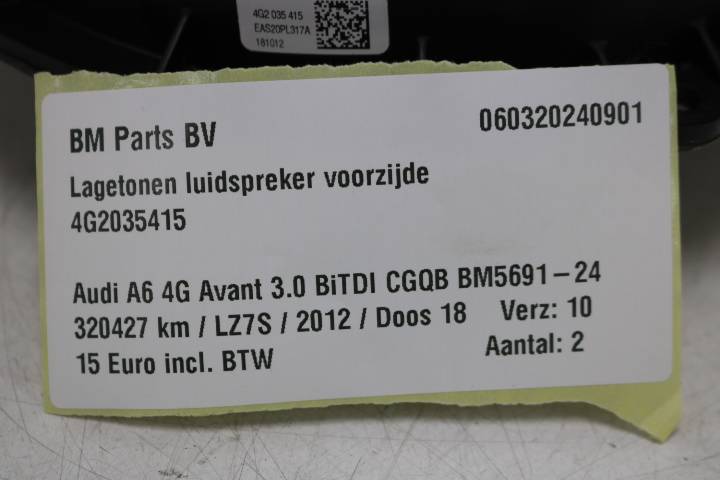 4G2 035 415
EAS20PL317A
181012
BM Parts BV
060320240901
Lagetonen luidspreker voorzijde
4G2035415
Audi A6 4G Avant 3.0 BiTDI CGQB BM5691-24
320427 km / LZ7S / 2012 / Doos 18 Verz: 10
15 Euro incl. BTW Aantal: 2